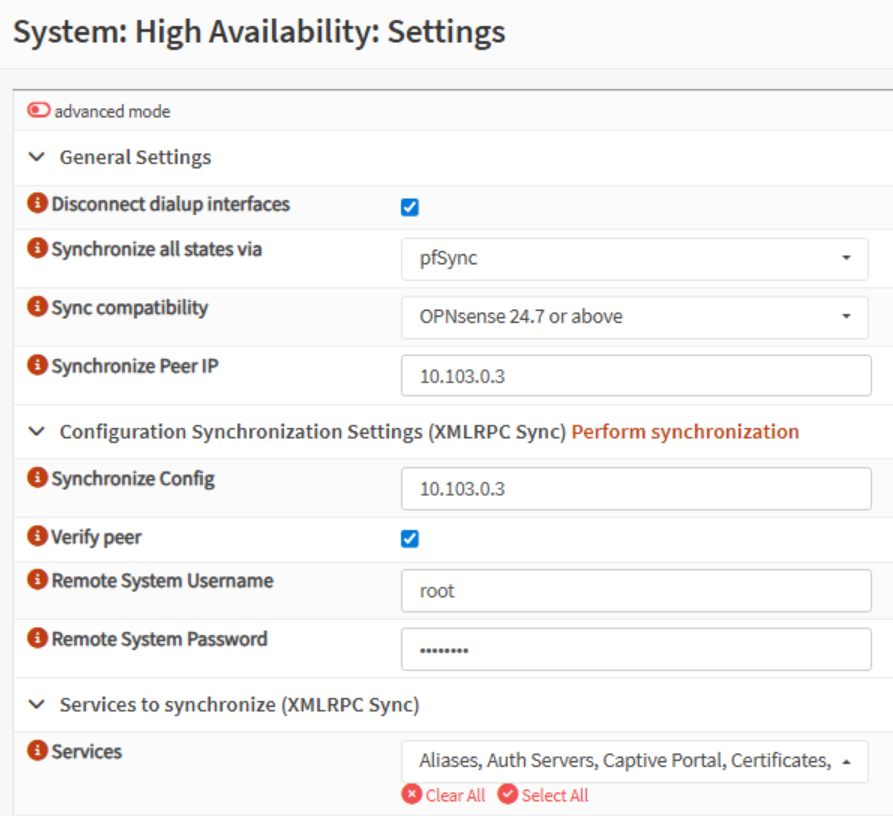 System: High Availability: Settings
advanced mode
General Settings
Disconnect dialup interfaces
Synchronize all states via
pfSync
Sync compatibility
OPNsense 24.7 or above
Synchronize Peer IP
10.103.0.3
Configuration Synchronization Settings (XMLRPC Sync) Perform synchronization
Synchronize Config
10.103.0.3
Verify peer
Remote System Username
root
Remote System Password
••••••••
Services to synchronize (XMLRPC Sync)
Services
Aliases, Auth Servers, Captive Portal, Certificates,
Clear All Select All